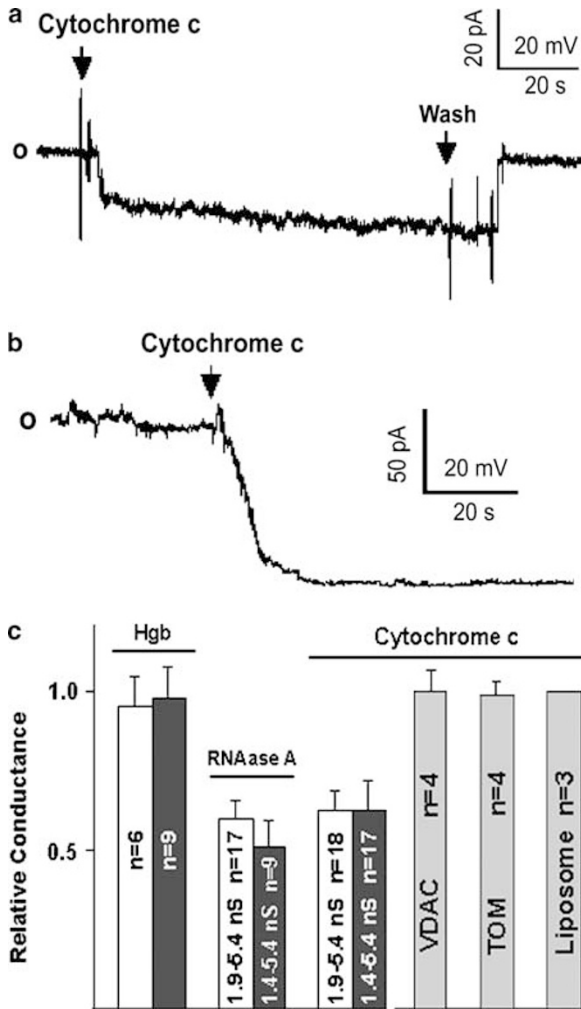 a
Cytochrome c
20 pA
20 mV
20 s
Wash
o
b
Cytochrome c
o
50 pA
20 mV
20 s
c
Hgb
Cytochrome c
RNAase A
Relative Conductance
1.0
0.5
n=6
n=9
1.9-5.4 nS n=17
1.4-5.4 nS n=9
1.9-5.4 nS n=18
1.4-5.4 nS n=17
VDAC n=4
TOM n=4
Liposome n=3